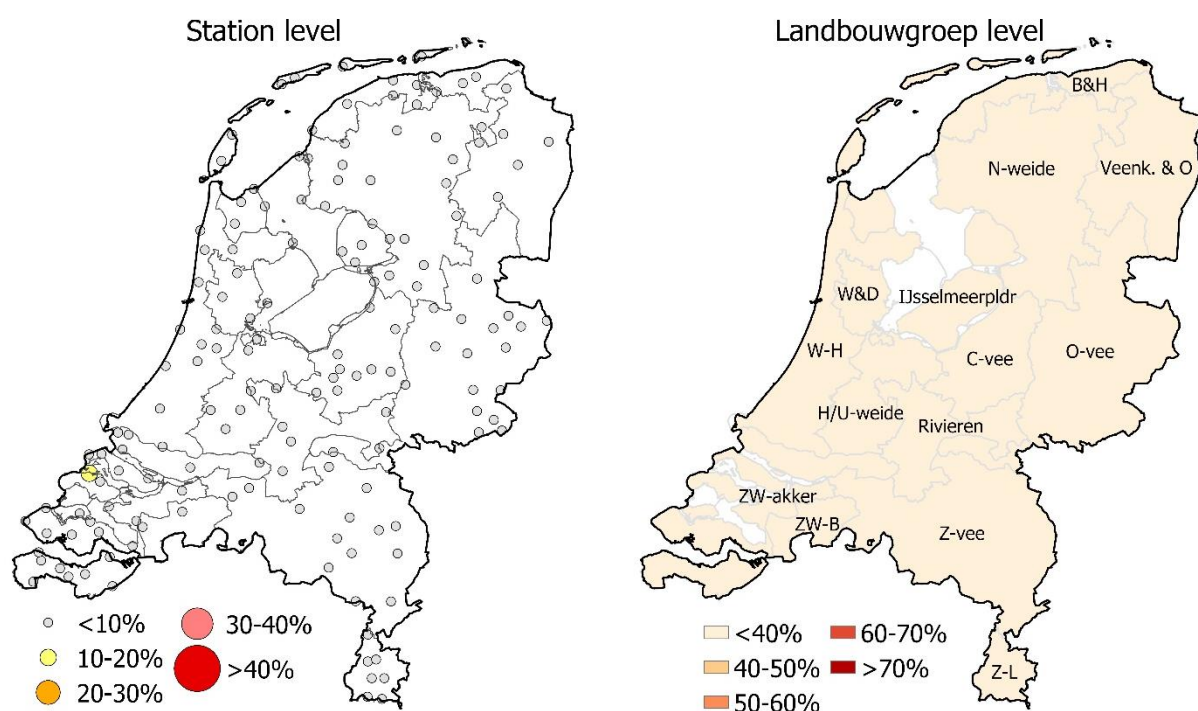 Station level
Landbouwgroep level
B&H
N-weide
Veenk. & O
W&D
IJsselmeerpldr
W-H
C-vee
O-vee
H/U-weide
Rivieren
ZW-akker
ZW-B
Z-vee
Z-L
<10%
10-20%
20-30%
30-40%
>40%
<40%
40-50%
50-60%
60-70%
>70%